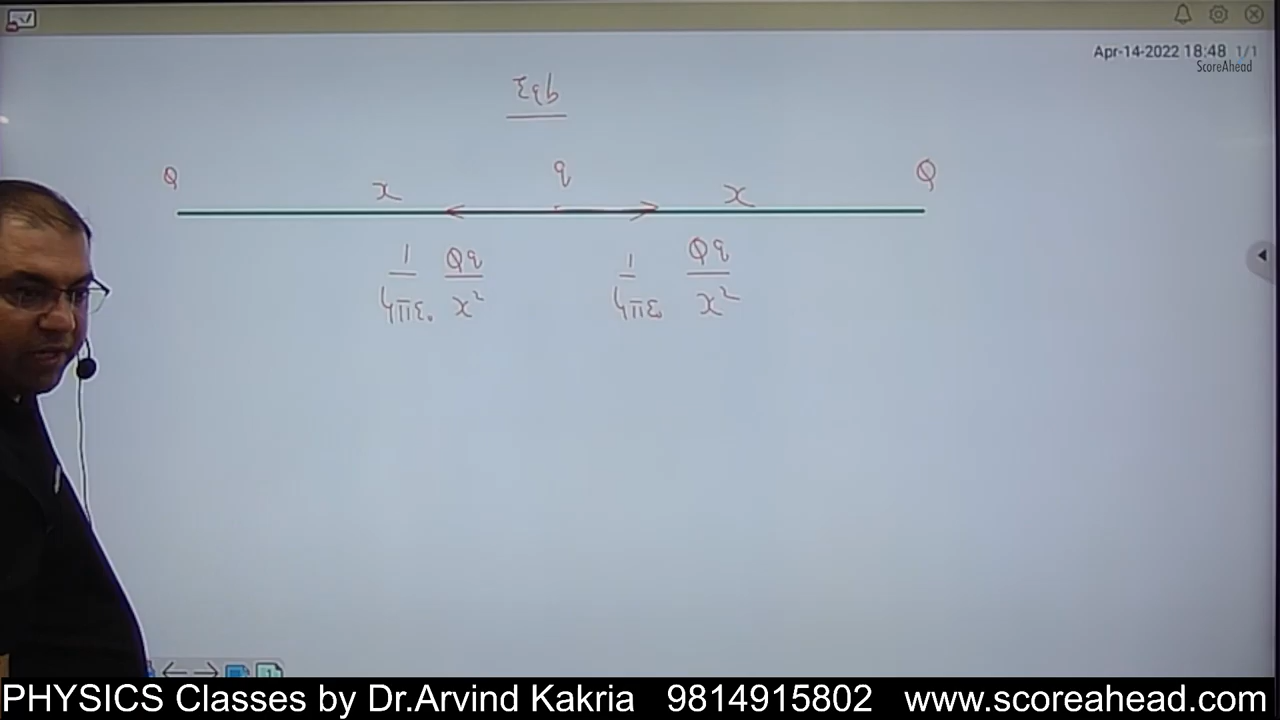 Apr-14-2022 18:48 1/1
ScoreAhead
Eqb
Q x q x Q
1/4πε₀ Qq/x² 1/4πε₀ Qq/x²
PHYSICS Classes by Dr.Arvind Kakria 9814915802 www.scoreahead.com